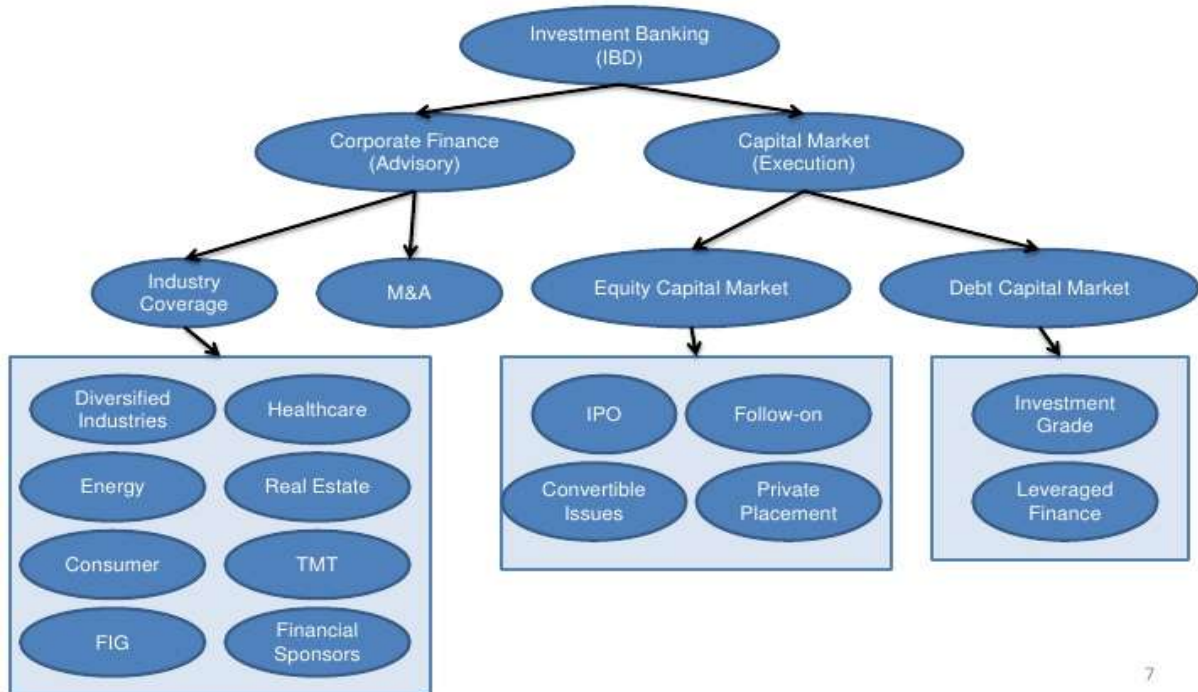 Investment Banking
(IBD)
Corporate Finance
(Advisory)
Capital Market
(Execution)
Industry
Coverage
M&A
Equity Capital Market
Debt Capital Market
Diversified
Industries
Healthcare
Energy
Real Estate
Consumer
TMT
FIG
Financial
Sponsors
IPO
Follow-on
Convertible
Issues
Private
Placement
Investment
Grade
Leveraged
Finance
7